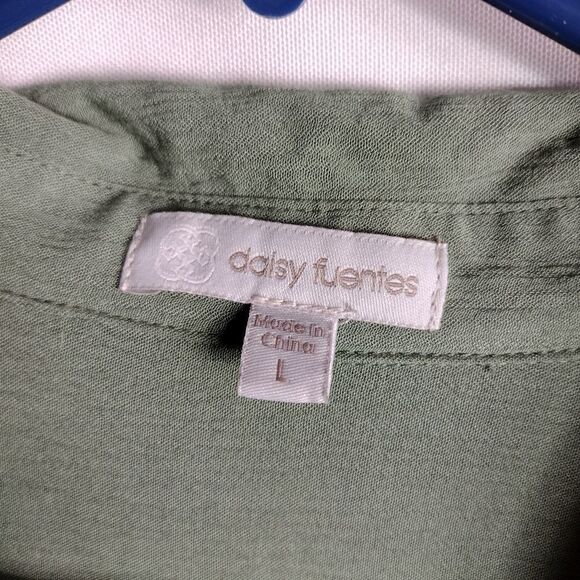 daisy fuentes
Made in
China
L